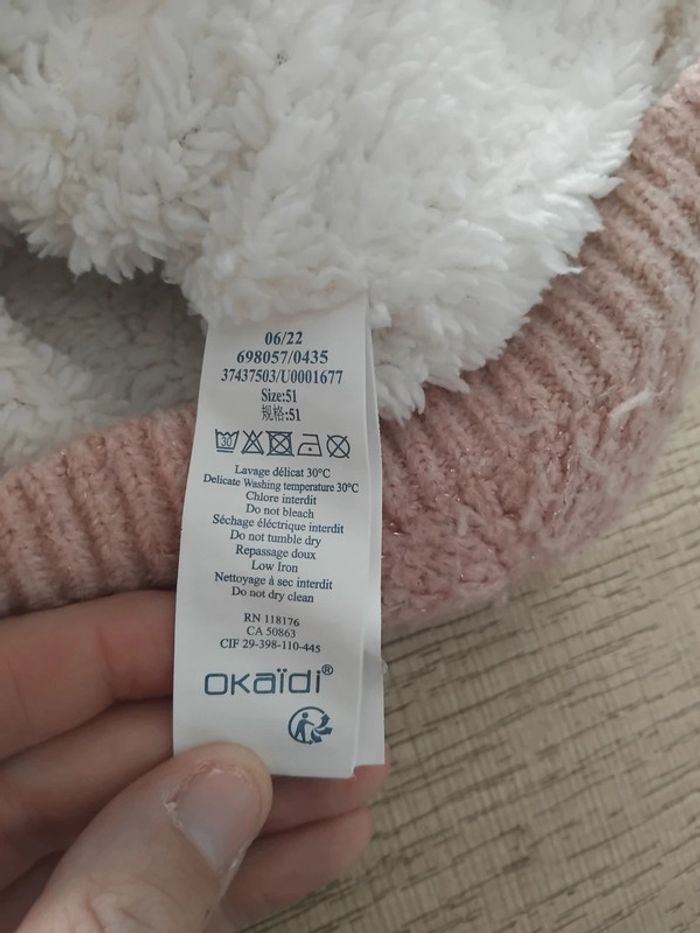 06/22
698057/0435
37437503/U0001677
Size:51
规格:51
30
Lavage délicat 30°C
Delicate Washing temperature 30°C
Chlore interdit
Do not bleach
Séchage éléctrique interdit
Do not tumble dry
Repassage doux
Low Iron
Nettoyage à sec interdit
Do not dry clean
RN 118176
CA 50863
CIF 29-398-110-445
OKaïdi®